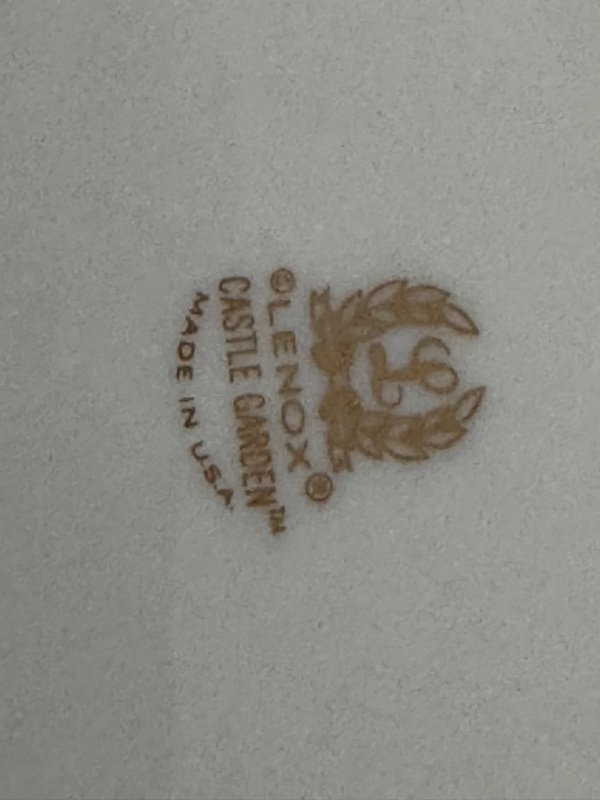 L
© LENOX ®
CASTLE GARDEN™
MADE IN U.S.A.